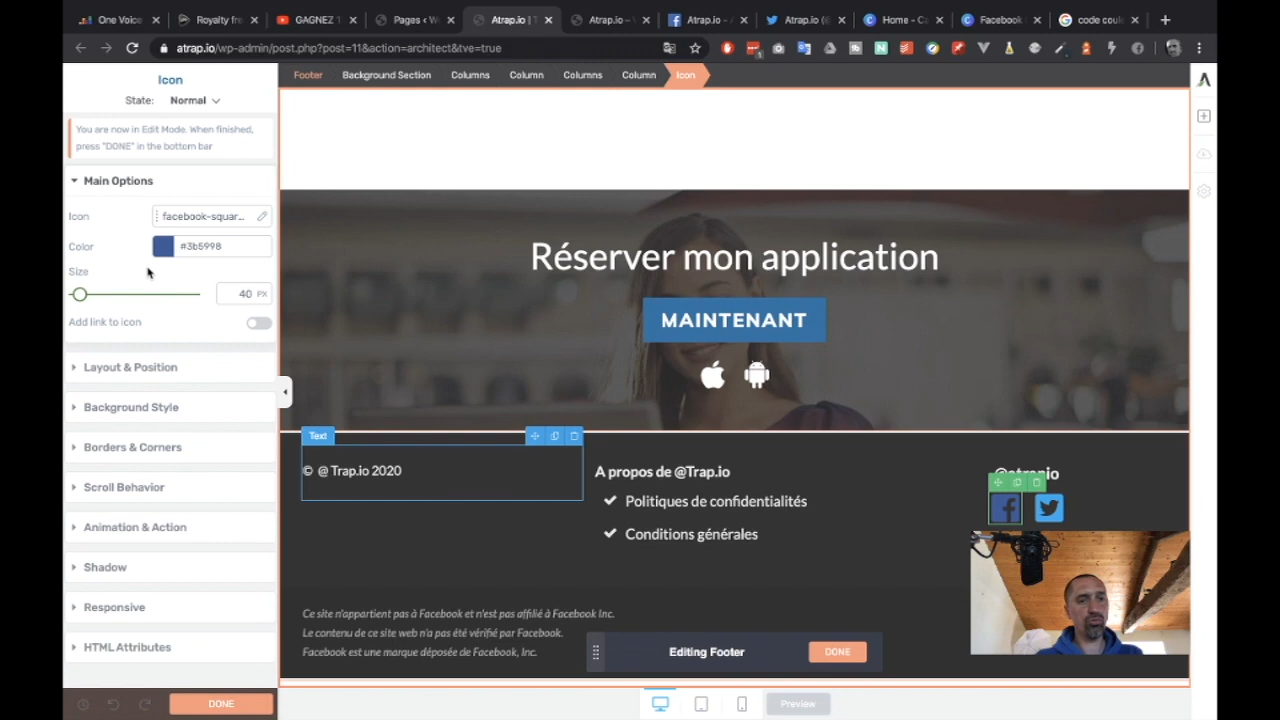 One Voice
Royalty fre
GAGNEZ 1
Pages ‹ W
Atrap.io | T
Atrap.io –
Atrap.io - /
Atrap.io (@
Home - Ca
Facebook
code coule
atrap.io/wp-admin/post.php?post=11&action=architect&tve=true
Icon
State: Normal
You are now in Edit Mode. When finished,
press "DONE" in the bottom bar
Main Options
Icon facebook-squar...
Color #3b5998
Size
40 PX
Add link to icon
Layout & Position
Background Style
Borders & Corners
Scroll Behavior
Animation & Action
Shadow
Responsive
HTML Attributes
DONE
Footer Background Section Columns Column Columns Column Icon
Réserver mon application
MAINTENANT
Text
© @Trap.io 2020
A propos de @Trap.io
Politiques de confidentialités
Conditions générales
@atrapio
Ce site n'appartient pas à Facebook et n'est pas affilié à Facebook Inc.
Le contenu de ce site web n'a pas été vérifié par Facebook.
Facebook est une marque déposée de Facebook, Inc.
Editing Footer DONE
Preview